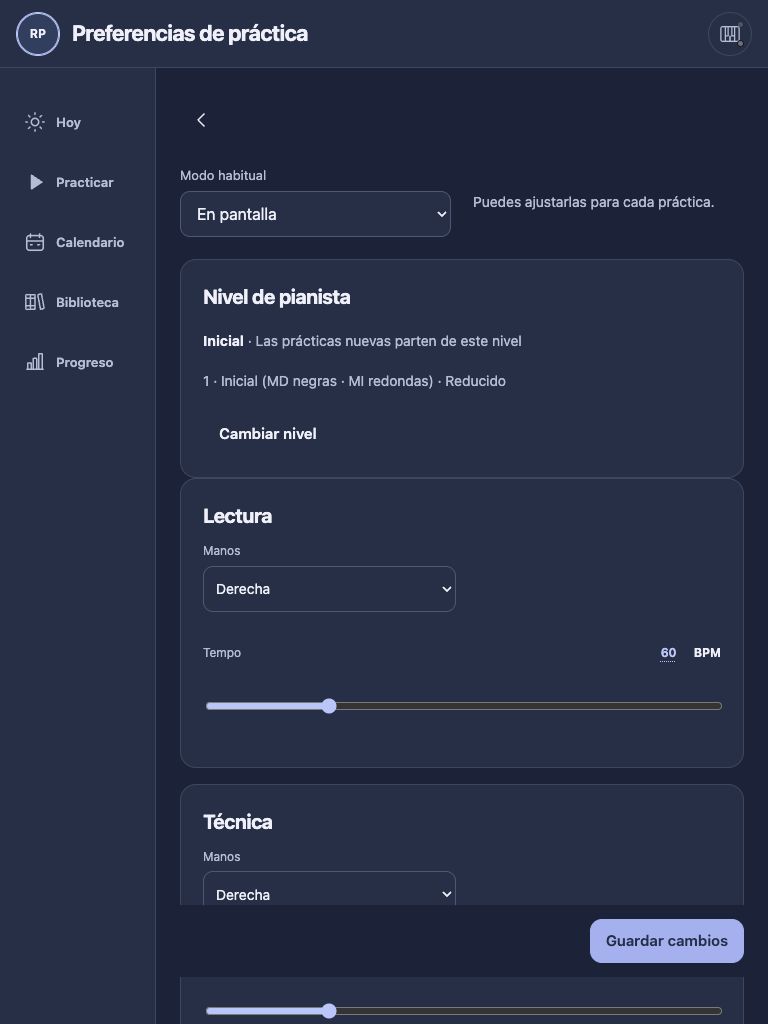 RP
Preferencias de práctica
Hoy
Practicar
Calendario
Biblioteca
Progreso
Modo habitual
En pantalla
Puedes ajustarlas para cada práctica.
Nivel de pianista
Inicial · Las prácticas nuevas parten de este nivel
1 · Inicial (MD negras · MI redondas) · Reducido
Cambiar nivel
Lectura
Manos
Derecha
Tempo 60 BPM
Técnica
Manos
Derecha
Guardar cambios